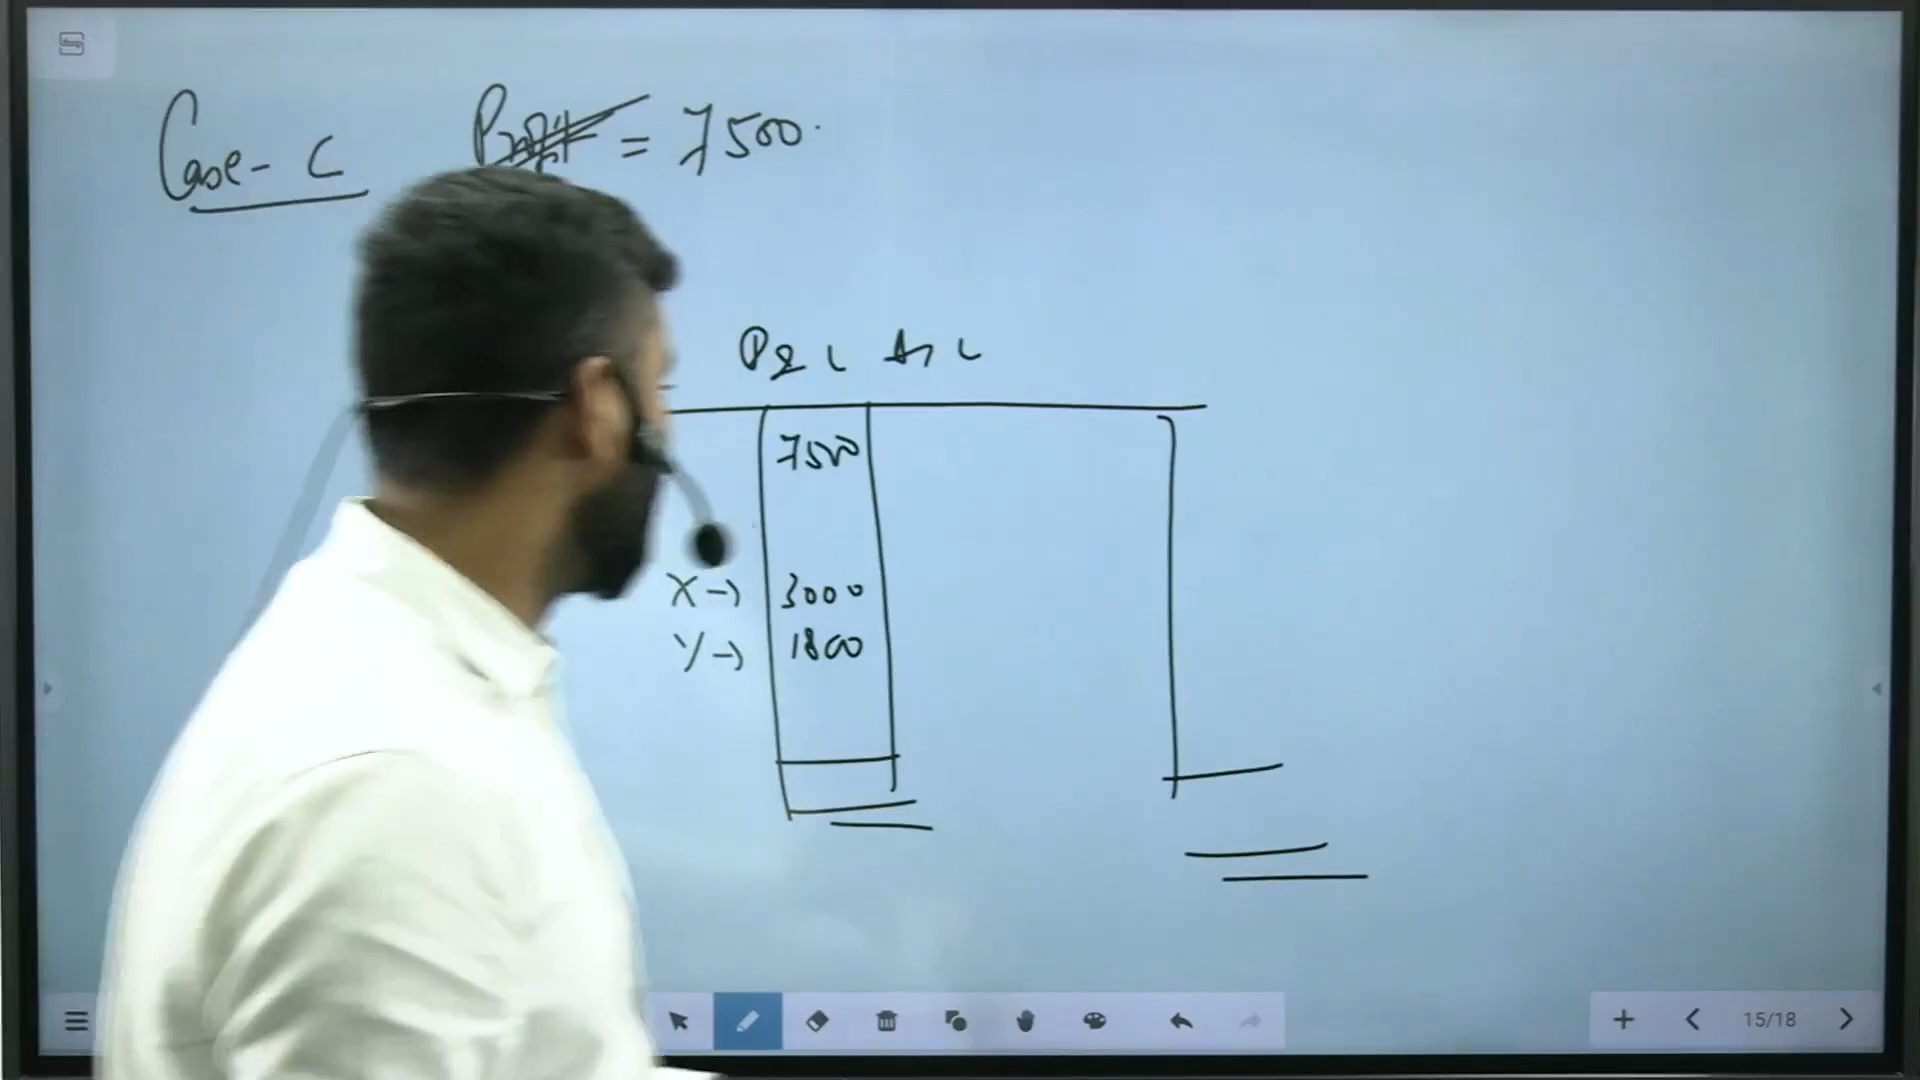 Case - C Profit = 7500
P & L A/c
7500
X → 3000
Y → 1800
15/18